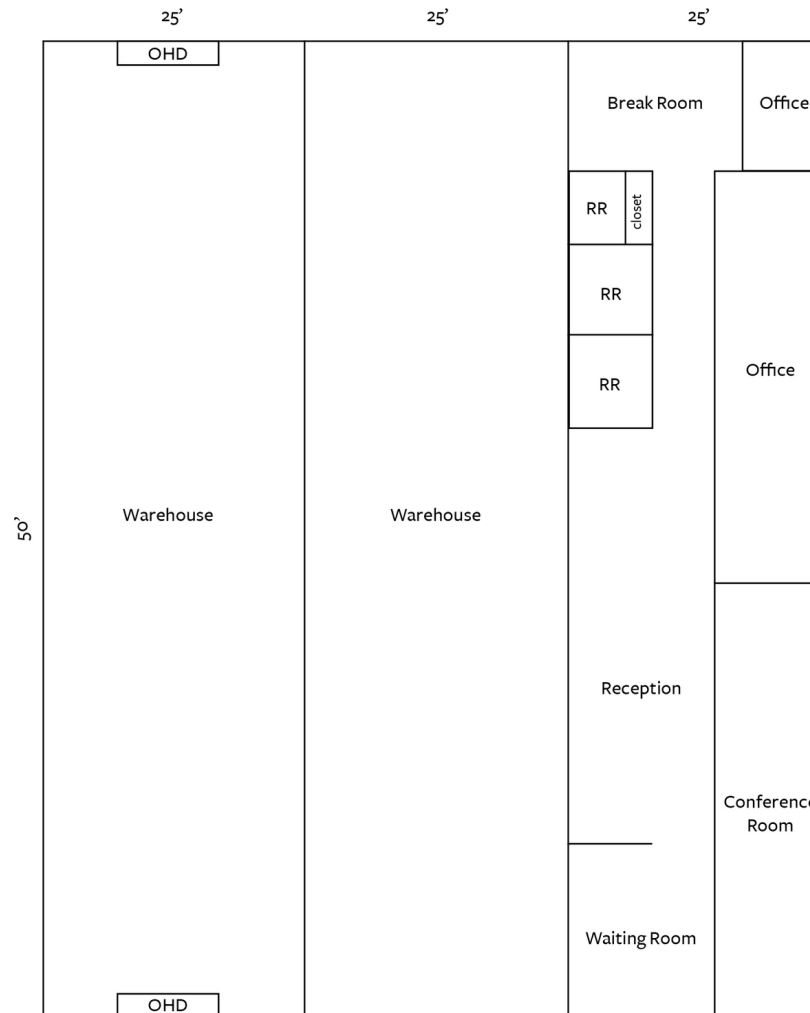 25’
25’
25’
OHD
Break Room
Office
RR
closet
RR
RR
Office
50’
Warehouse
Warehouse
Reception
Conference
Room
Waiting Room
OHD